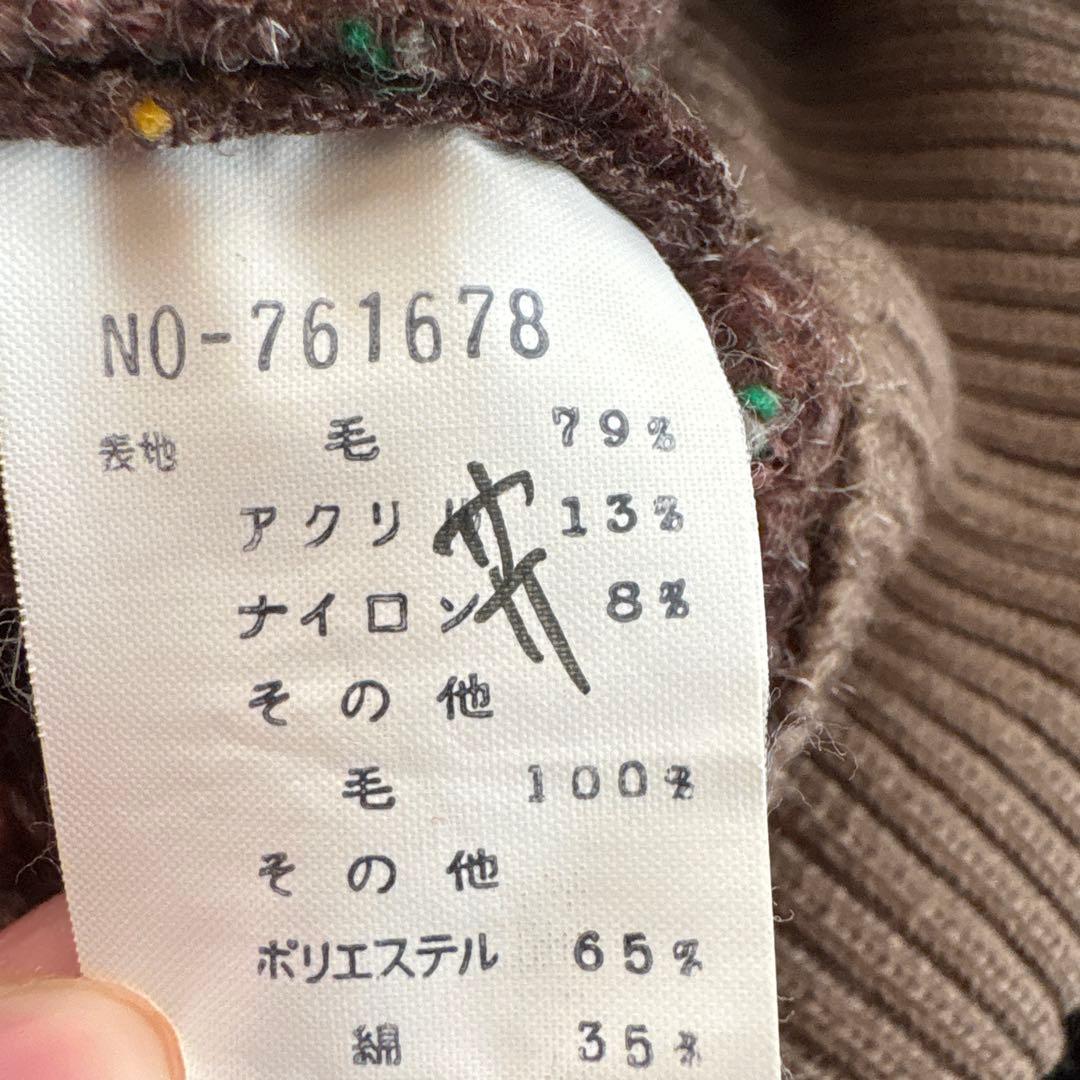 NO-761678
表地 毛 79%
アクリル 13%
ナイロン 8%
その他
毛 100%
その他
ポリエステル 65%
綿 35%